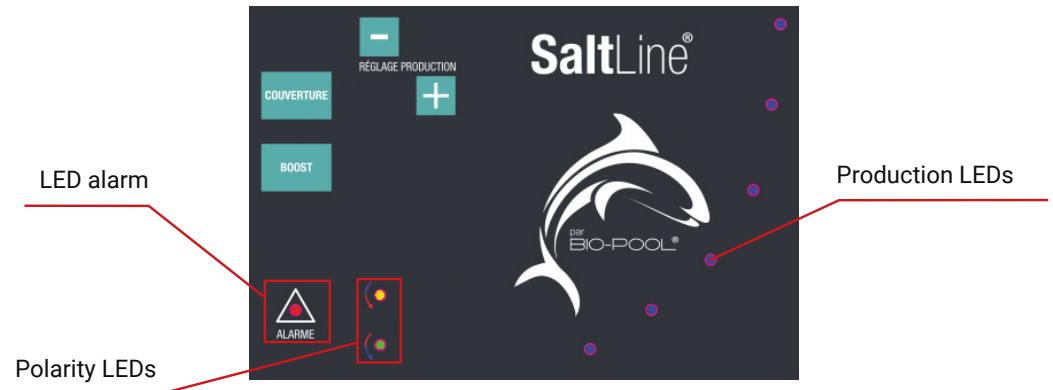 SaltLine®
RÉGLAGE PRODUCTION
COUVERTURE
BOOST
LED alarm
Production LEDs
par
BIO-POOL®
ALARME
Polarity LEDs